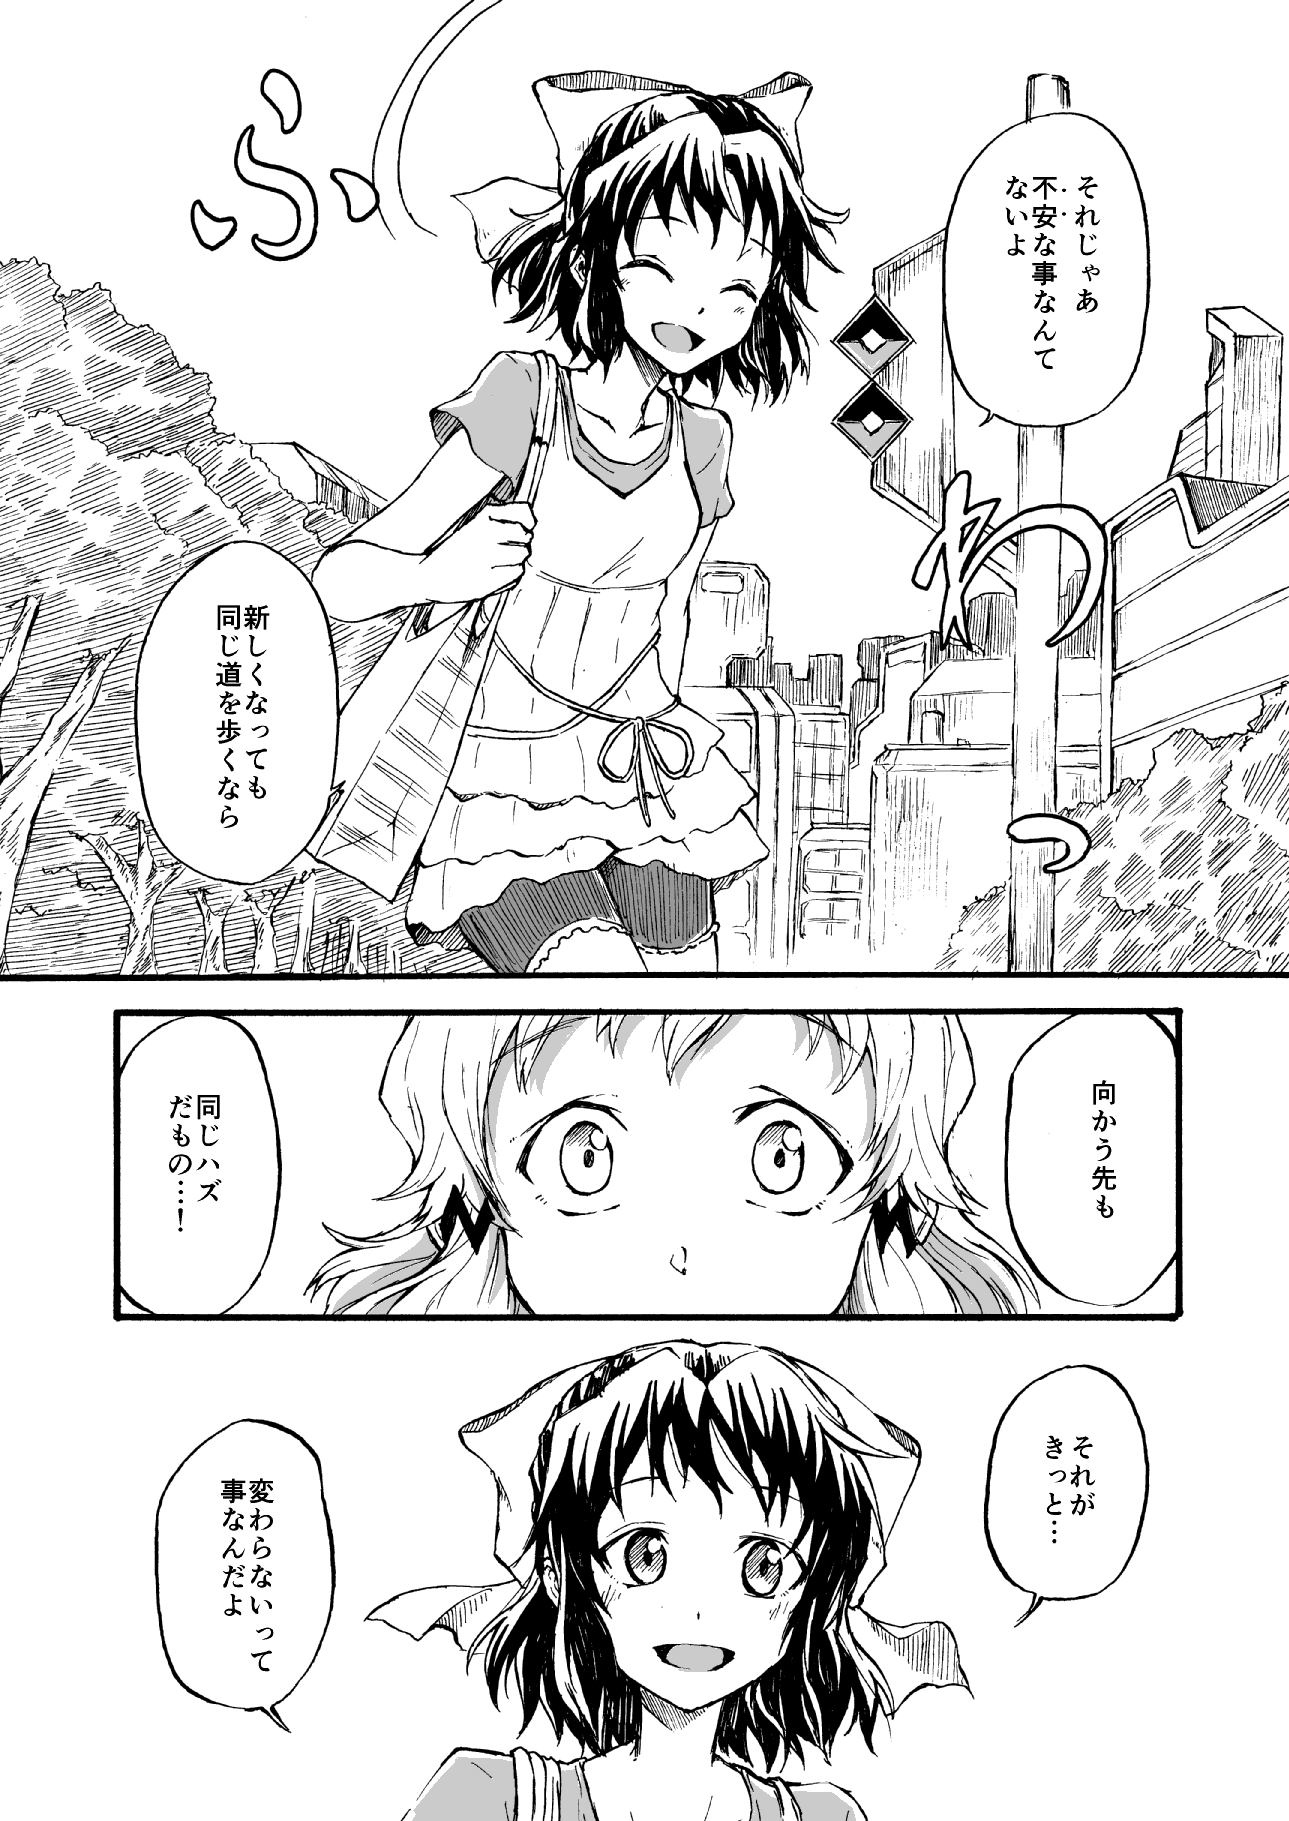 それじゃあ
不安な事なんて
ないよ
ふわっ
新しくなっても
同じ道を歩くなら
向かう先も
同じハズ
だもの…！
それが
きっと…
変わらないって
事なんだよ